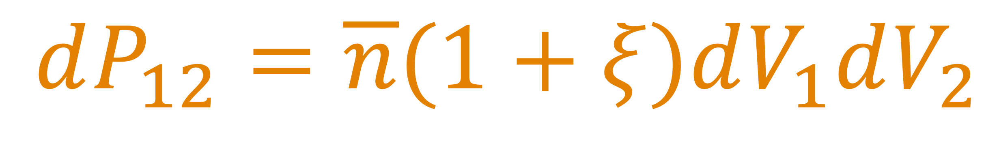 dP₁₂ = n̅(1 + ξ)dV₁dV₂